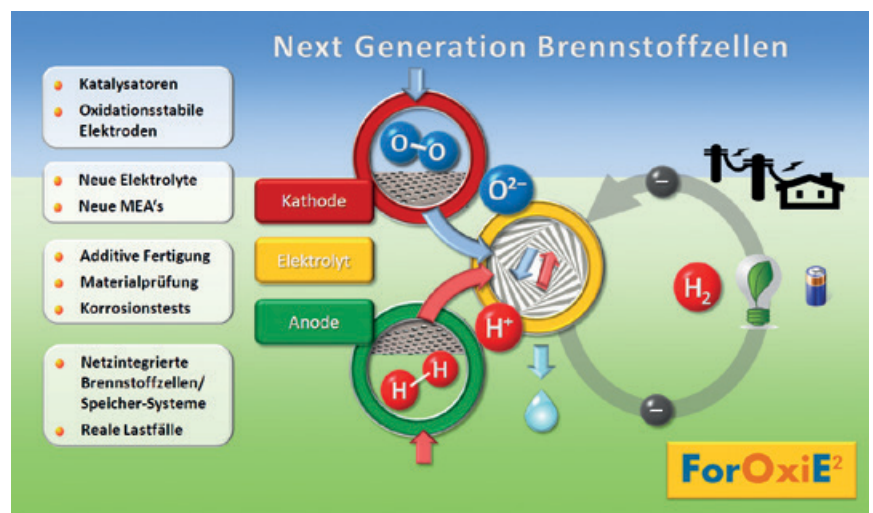 Next Generation Brennstoffzellen
Katalysatoren
Oxidationsstabile
Elektroden
Neue Elektrolyte
Neue MEA's
Additive Fertigung
Materialprüfung
Korrosionstests
Netzintegrierte
Brennstoffzellen/
Speicher-Systeme
Reale Lastfälle
Kathode
Elektrolyt
Anode
O-O
O²⁻
H⁺
H-H
H₂
−
−
ForOxiE²